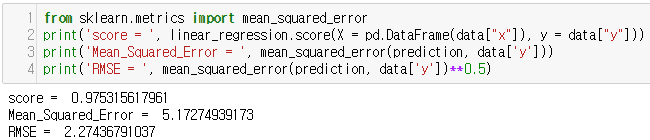 1 from sklearn.metrics import mean_squared_error
2 print('score = ', linear_regression.score(X = pd.DataFrame(data["x"]), y = data["y"]))
3 print('Mean_Squared_Error = ', mean_squared_error(prediction, data['y']))
4 print('RMSE = ', mean_squared_error(prediction, data['y'])**0.5)
score =  0.975315617961
Mean_Squared_Error =  5.17274939173
RMSE =  2.27436791037